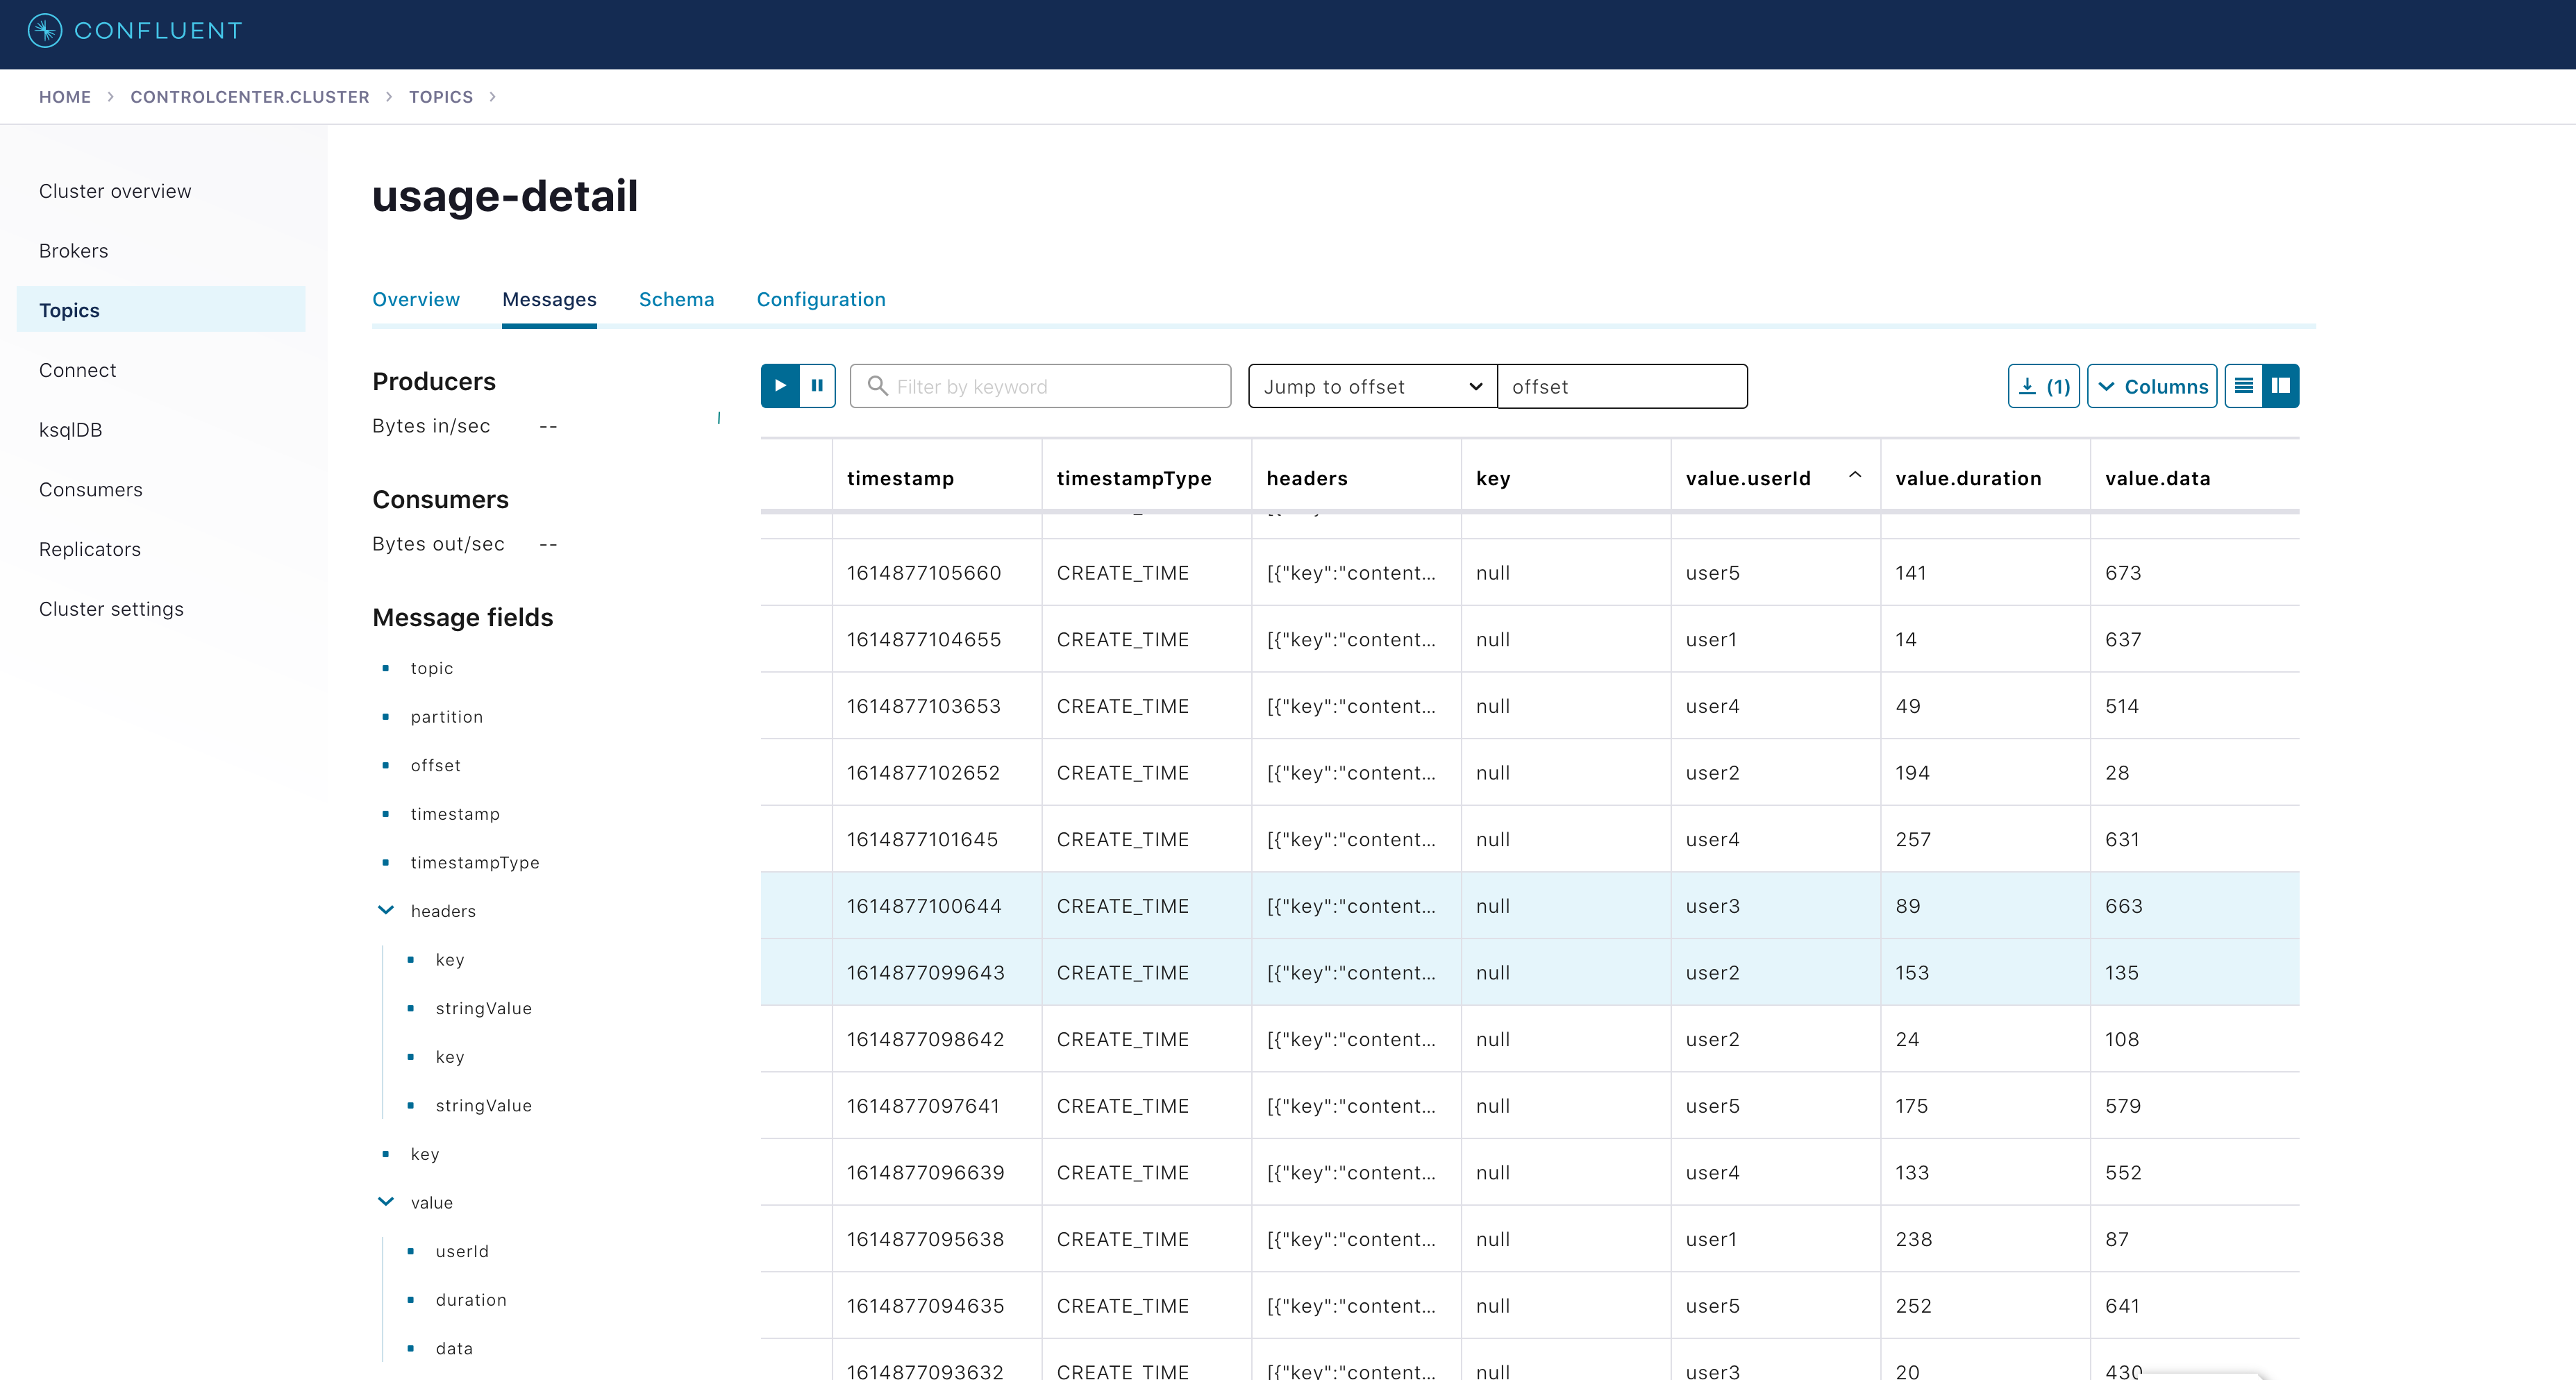 CONFLUENT
HOME > CONTROLCENTER.CLUSTER > TOPICS >
Cluster overview
Brokers
Topics
Connect
ksqlDB
Consumers
Replicators
Cluster settings
usage-detail
Overview Messages Schema Configuration
Producers
Bytes in/sec --
Consumers
Bytes out/sec --
Message fields
topic
partition
offset
timestamp
timestampType
headers
key
stringValue
key
stringValue
key
value
userId
duration
data
Filter by keyword Jump to offset offset (1) Columns
timestamp timestampType headers key value.userId value.duration value.data
1614877105660 CREATE_TIME [{"key":"content... null user5 141 673
1614877104655 CREATE_TIME [{"key":"content... null user1 14 637
1614877103653 CREATE_TIME [{"key":"content... null user4 49 514
1614877102652 CREATE_TIME [{"key":"content... null user2 194 28
1614877101645 CREATE_TIME [{"key":"content... null user4 257 631
1614877100644 CREATE_TIME [{"key":"content... null user3 89 663
1614877099643 CREATE_TIME [{"key":"content... null user2 153 135
1614877098642 CREATE_TIME [{"key":"content... null user2 24 108
1614877097641 CREATE_TIME [{"key":"content... null user5 175 579
1614877096639 CREATE_TIME [{"key":"content... null user4 133 552
1614877095638 CREATE_TIME [{"key":"content... null user1 238 87
1614877094635 CREATE_TIME [{"key":"content... null user5 252 641
1614877093632 CREATE_TIME [{"key":"content... null user3 20 430